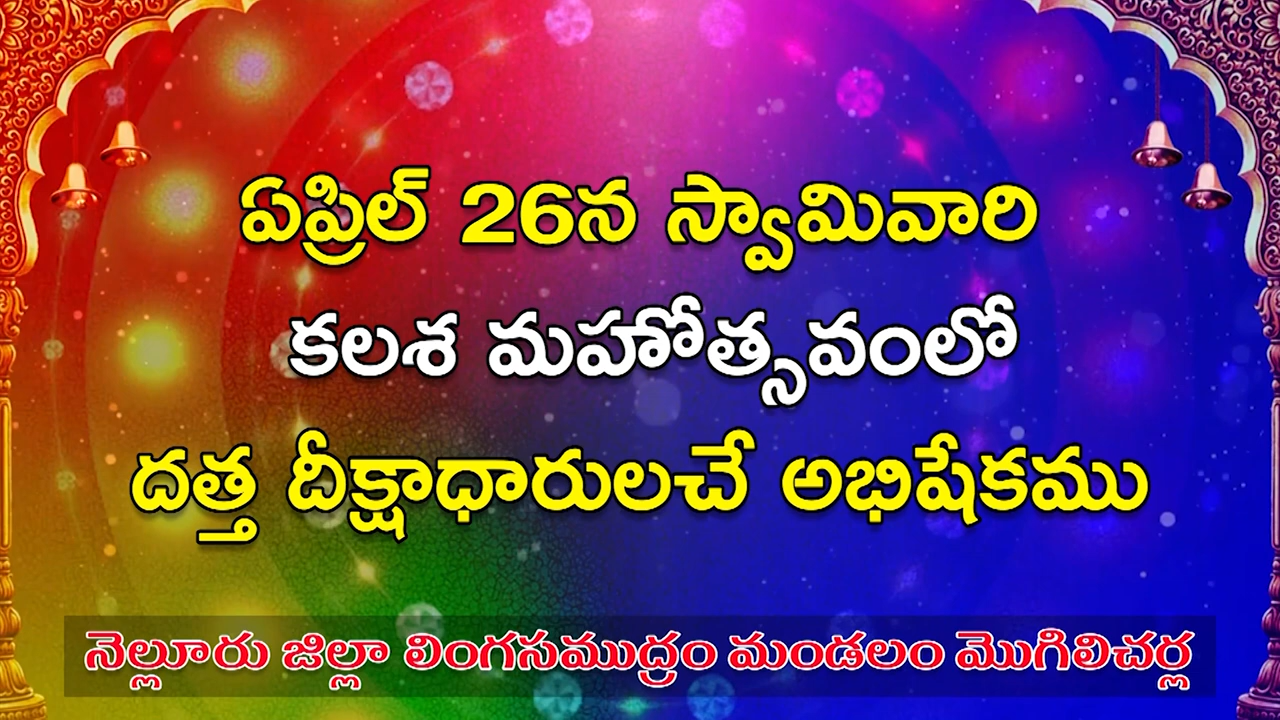 ఏప్రిల్ 26న స్వామివారి
కలశ మహోత్సవంలో
దత్త దీక్షాధారులచే అభిషేకము
నెల్లూరు జిల్లా లింగసముద్రం మండలం మొగిలిచర్ల